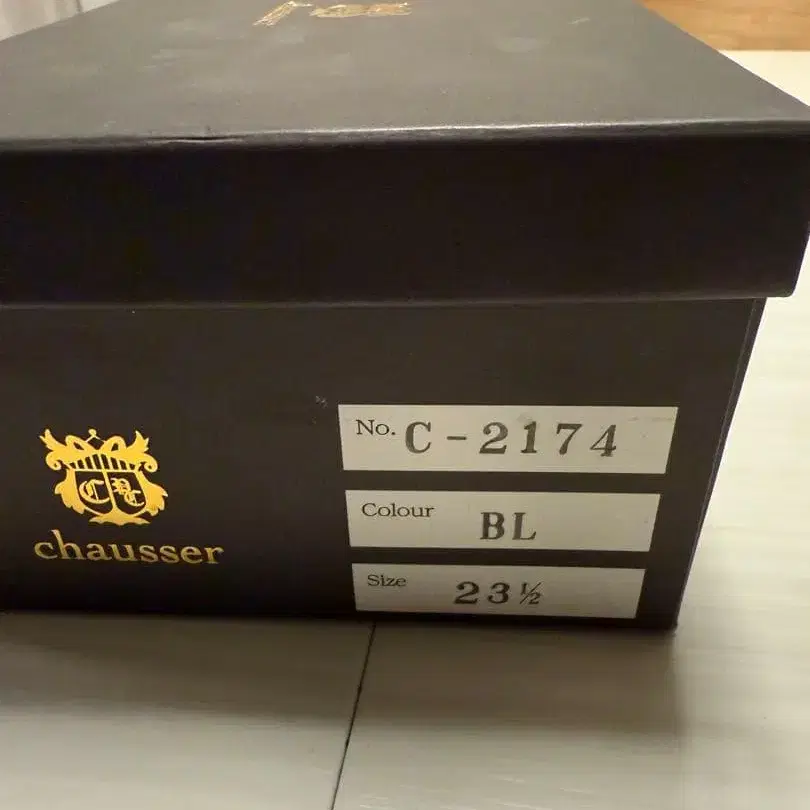 No. C-2174
Colour BL
Size 23½
chausser